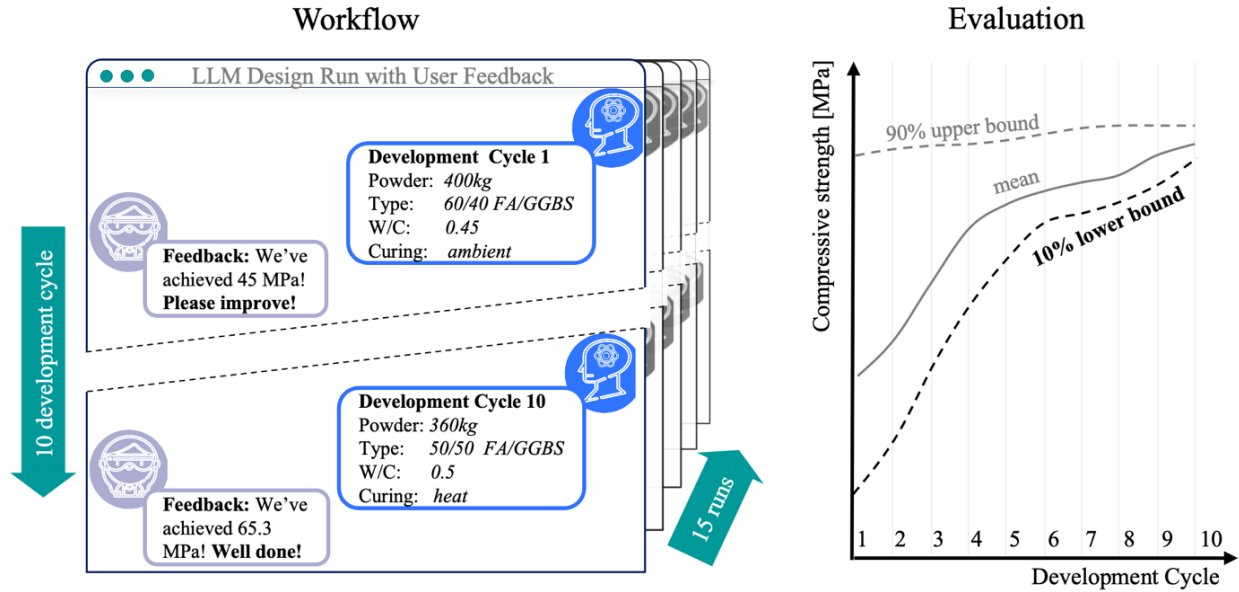 Workflow
LLM Design Run with User Feedback
Development Cycle 1
Powder: 400kg
Type: 60/40 FA/GGBS
W/C: 0.45
Curing: ambient
Feedback: We've
achieved 45 MPa!
Please improve!
10 development cycle
Development Cycle 10
Powder: 360kg
Type: 50/50 FA/GGBS
W/C: 0.5
Curing: heat
Feedback: We've
achieved 65.3
MPa! Well done!
15 runs
Evaluation
Compressive strength [MPa]
90% upper bound
mean
10% lower bound
1 2 3 4 5 6 7 8 9 10
Development Cycle